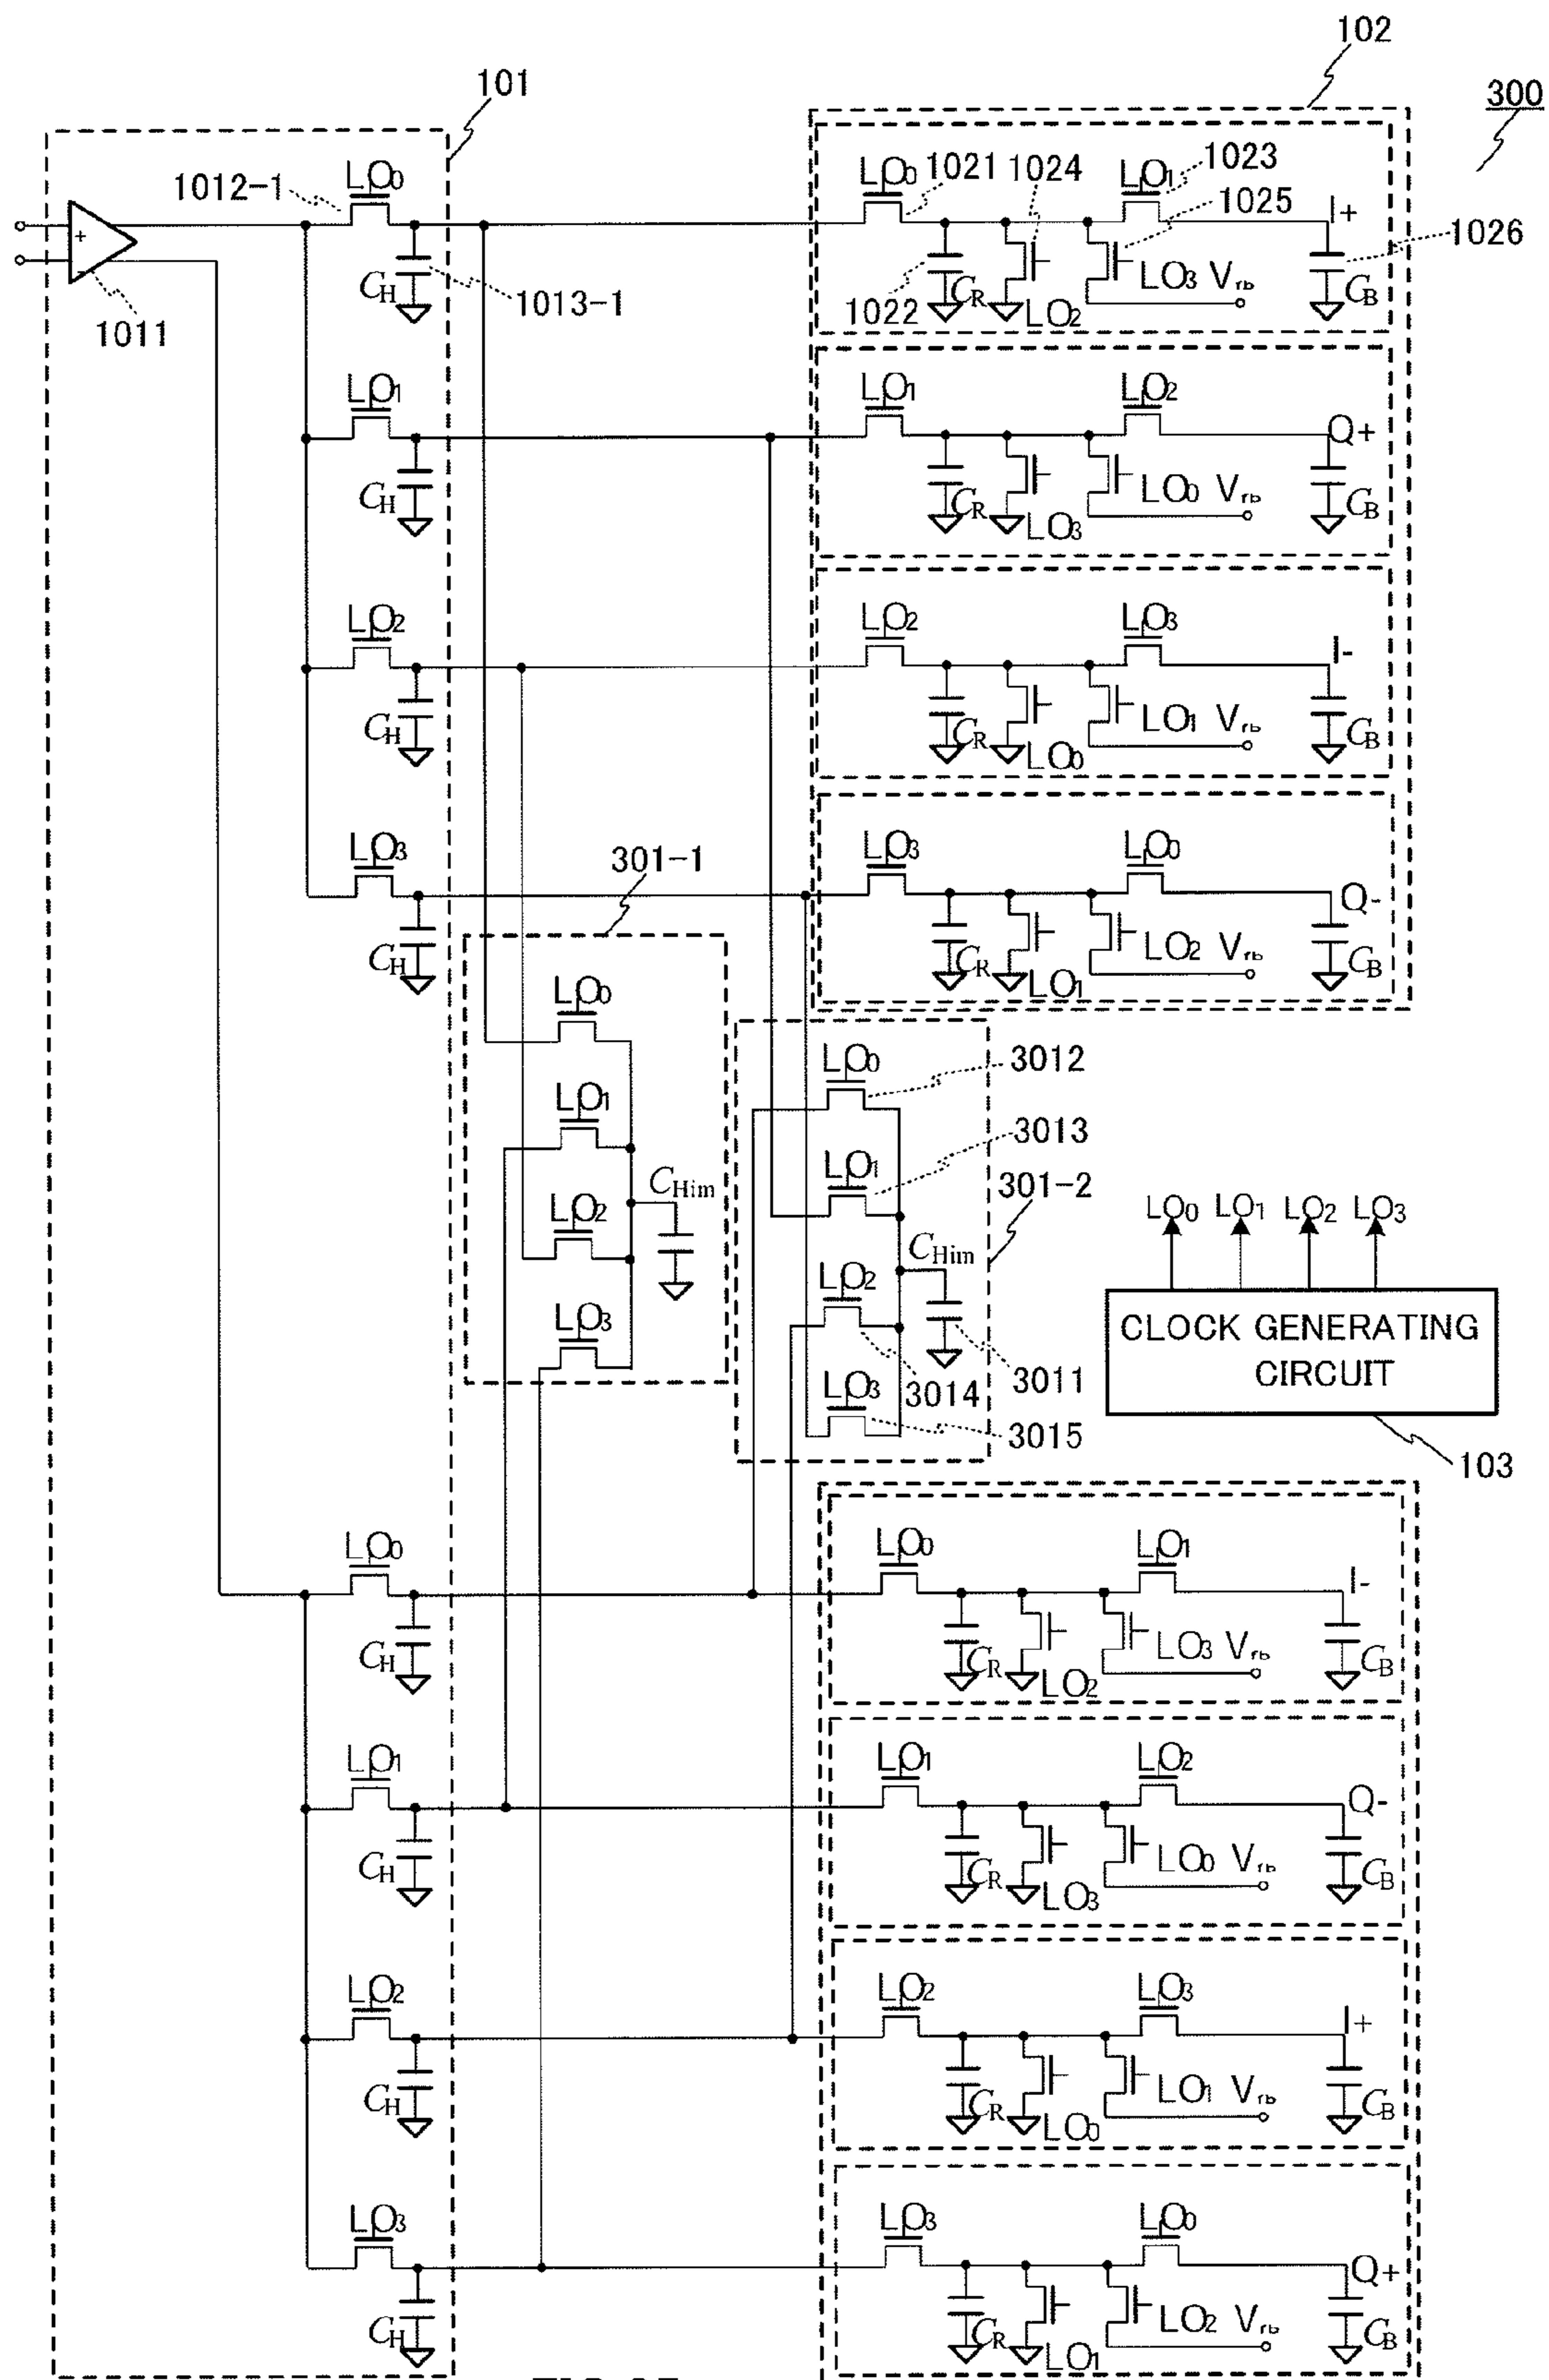 102
300
101
1012-1
LO0
LO0
1021
1024
LO1
1023
1025
I+
1026
+
-
1011
CH
1013-1
1022
CR
LO2
LO3
Vrb
CB
LO1
LO1
LO2
Q+
CH
CR
LO3
LO0
Vrb
CB
LO2
LO2
LO3
I-
CH
CR
LO0
LO1
Vrb
CB
LO3
301-1
LO3
LO0
Q-
CH
CR
LO1
LO2
Vrb
CB
LO0
LO1
CHim
LO2
LO3
LO0
3012
LO1
3013
301-2
CHim
LO2
3014
3011
LO3
3015
LO0
LO1
LO2
LO3
CLOCK GENERATING
CIRCUIT
103
LO0
LO0
LO1
I-
CH
CR
LO2
LO3
Vrb
CB
LO1
LO1
LO2
Q-
CH
CR
LO3
LO0
Vrb
CB
LO2
LO2
LO3
I+
CH
CR
LO0
LO1
Vrb
CB
LO3
LO3
LO0
Q+
CH
CR
LO1
LO2
Vrb
CB